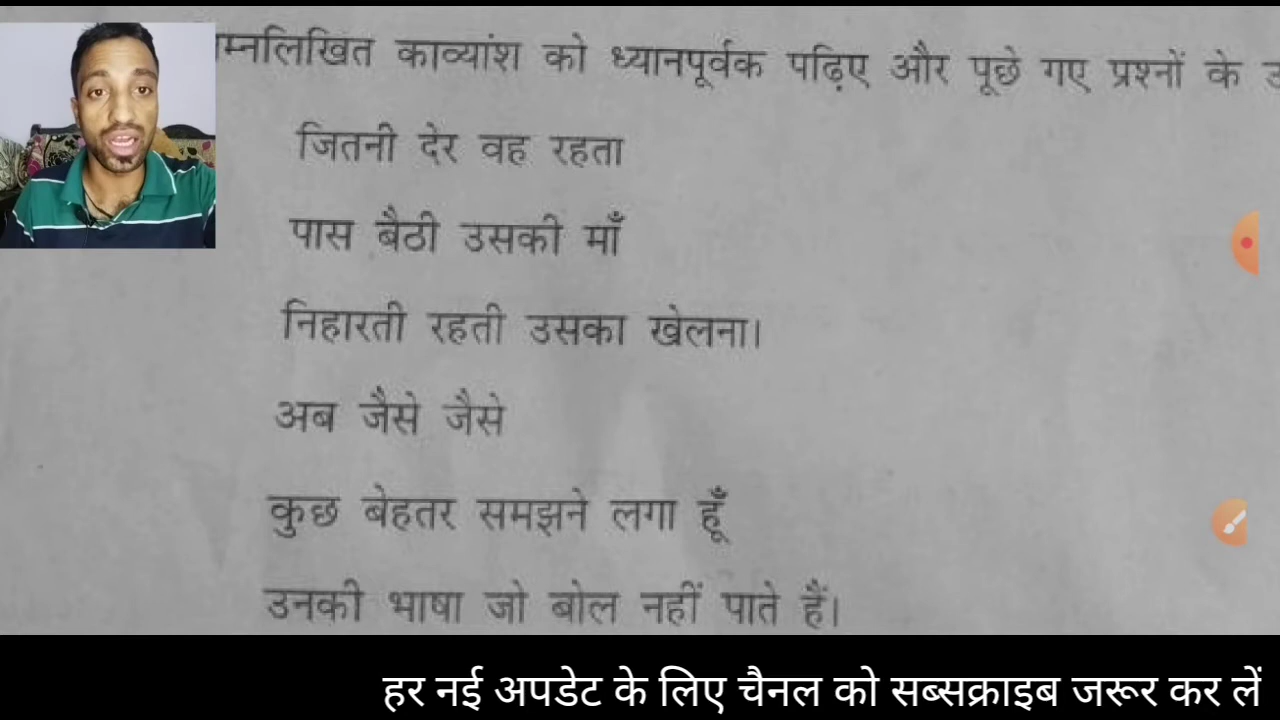 काव्यांश को ध्यानपूर्वक पढ़िए और पूछे गए प्रश्नों के
जितनी देर वह रहता
पास बैठी उसकी माँ
निहारती रहती उसका खेलना।
अब जैसे जैसे
कुछ बेहतर समझने लगा हूँ
उनकी भाषा जो बोल नहीं पाते हैं।
हर नई अपडेट के लिए चैनल को सब्सक्राइब जरूर कर लें